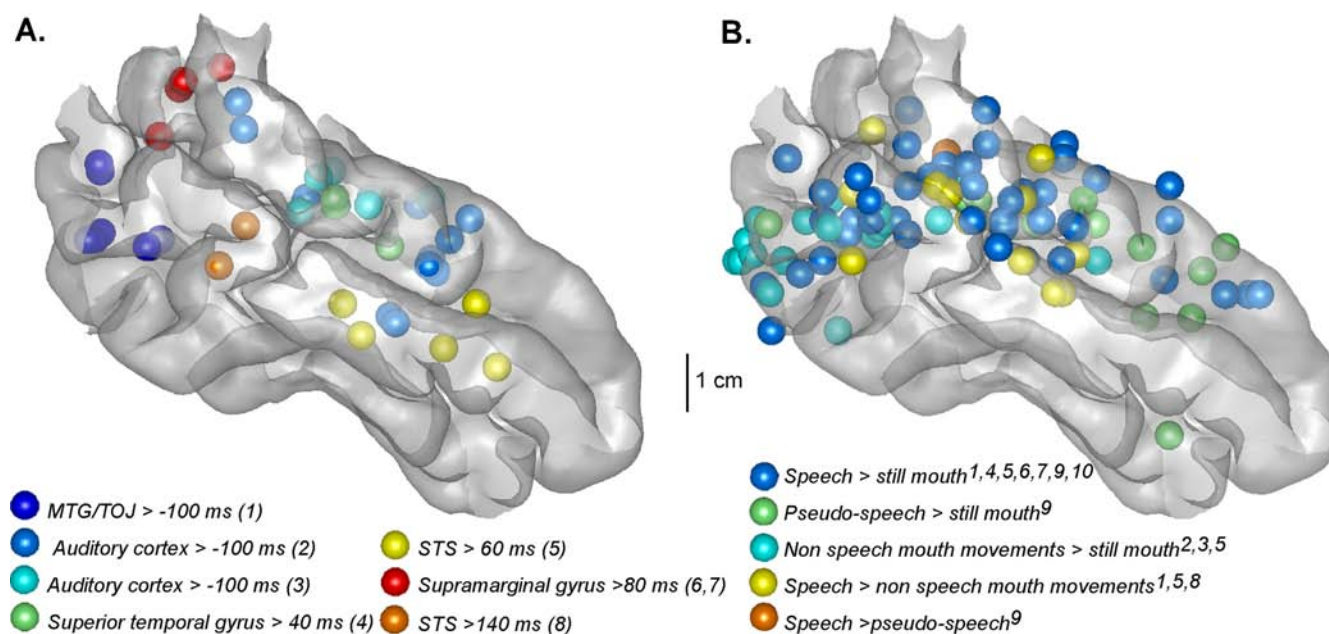 A.
B.
1 cm
MTG/TOJ > -100 ms (1)
Auditory cortex > -100 ms (2)
Auditory cortex > -100 ms (3)
Superior temporal gyrus > 40 ms (4)
STS > 60 ms (5)
Supramarginal gyrus >80 ms (6,7)
STS >140 ms (8)
Speech > still mouth1,4,5,6,7,9,10
Pseudo-speech > still mouth9
Non speech mouth movements > still mouth2,3,5
Speech > non speech mouth movements1,5,8
Speech >pseudo-speech9